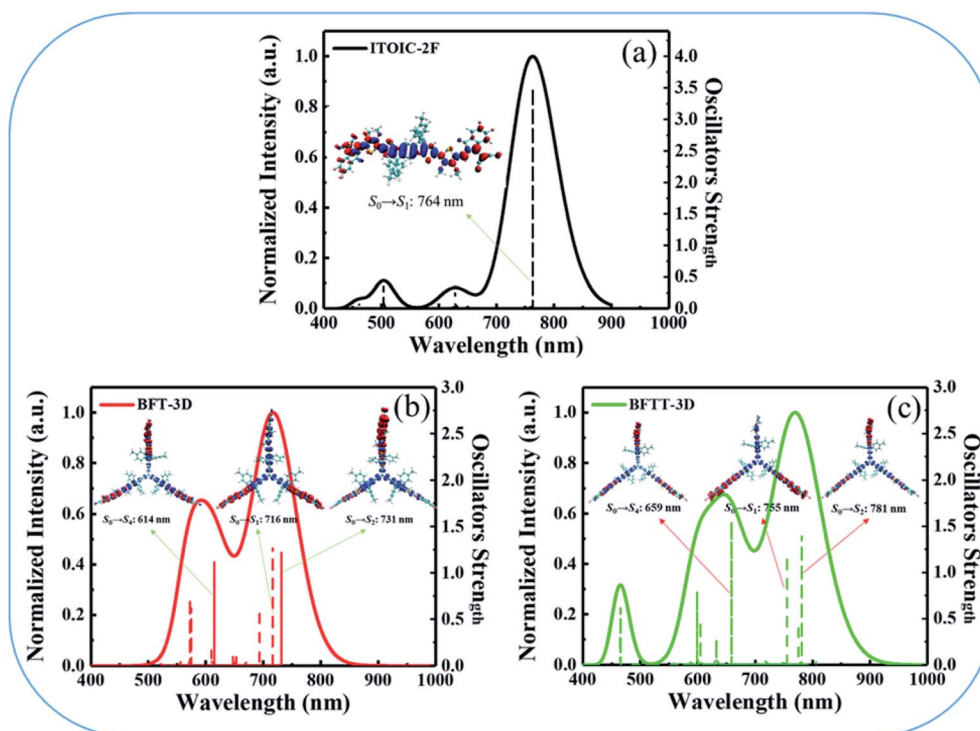 ITOIC-2F
(a)
Normalized Intensity (a.u.)
1.0
0.8
0.6
0.4
0.2
0.0
S0→S1: 764 nm
4.0
3.5
3.0
2.5
2.0
1.5
1.0
0.5
0.0
Oscillators Strength
400 500 600 700 800 900 1000
Wavelength (nm)
BFT-3D
(b)
Normalized Intensity (a.u.)
1.0
0.8
0.6
0.4
0.2
0.0
S0→S4: 614 nm
S0→S1: 716 nm
S0→S2: 731 nm
3.0
2.5
2.0
1.5
1.0
0.5
0.0
Oscillators Strength
400 500 600 700 800 900 1000
Wavelength (nm)
BFTT-3D
(c)
Normalized Intensity (a.u.)
1.0
0.8
0.6
0.4
0.2
0.0
S0→S4: 659 nm
S0→S1: 755 nm
S0→S2: 781 nm
3.0
2.5
2.0
1.5
1.0
0.5
0.0
Oscillators Strength
400 500 600 700 800 900 1000
Wavelength (nm)